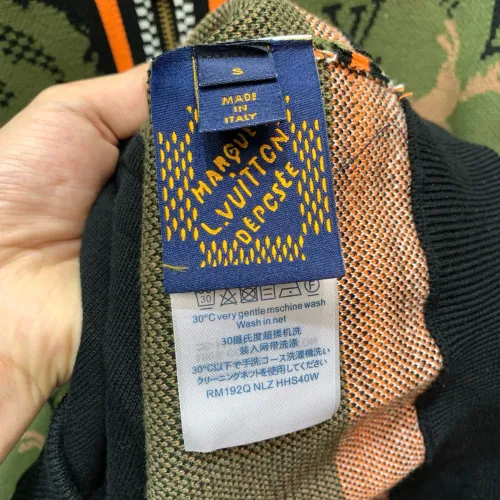 S
MADE IN
ITALY
MARQUE
L.VUITTON
DEPOSÉE
30
30°C very gentle mschine wash
Wash in net
30摄氏度超柔机洗
装入网带洗涤
30℃以下で手洗コース洗濯機洗い
クリーニングネットを使用してください
RM192Q NLZ HHS40W